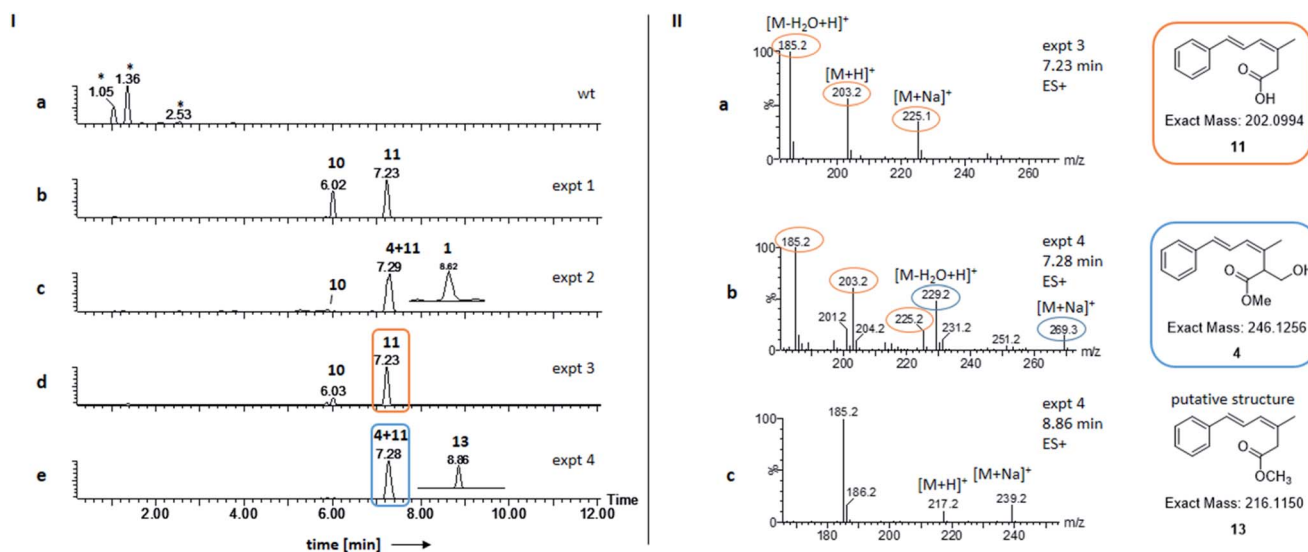 I
a
*
1.05
*
1.36
*
2.53
wt
b
10
6.02
11
7.23
expt 1
c
10
4+11
7.29
1
8.62
expt 2
d
10
6.03
11
7.23
expt 3
e
4+11
7.28
13
8.86
expt 4
Time
2.00 4.00 6.00 8.00 10.00 12.00
time [min]
II
a
[M-H2O+H]+
185.2
[M+H]+
203.2
[M+Na]+
225.1
expt 3
7.23 min
ES+
100
%
0
200 220 240 260 m/z
O
OH
Exact Mass: 202.0994
11
b
185.2
203.2
201.2
204.2
[M-H2O+H]+
229.2
225.2
231.2
251.2
[M+Na]+
269.3
expt 4
7.28 min
ES+
100
%
0
200 220 240 260 m/z
OH
O
OMe
Exact Mass: 246.1256
4
c
185.2
186.2
[M+H]+
217.2
[M+Na]+
239.2
expt 4
8.86 min
ES+
100
%
0
180 200 220 240 260 m/z
putative structure
O
OCH3
Exact Mass: 216.1150
13